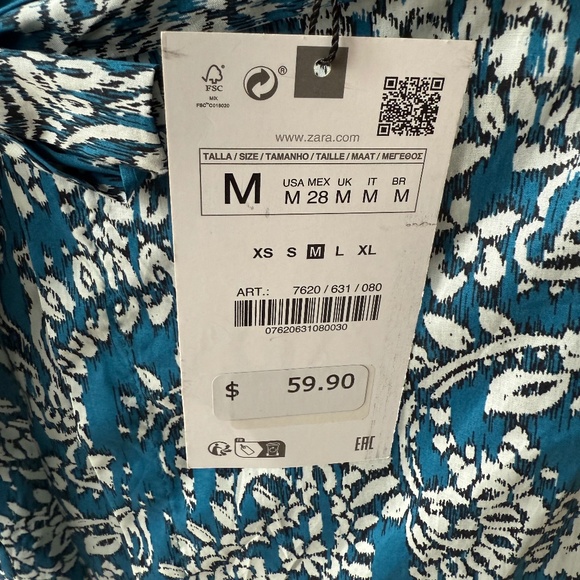 FSC
www.zara.com
TALLA / SIZE / TAMANHO / TAILLE / MAAT / ΜΕΓΕΘΟΣ
M
USA MEX UK IT BR
M 28 M M M
XS S M L XL
ART.: 7620 / 631 / 080
07620631080030
$ 59.90
EAC